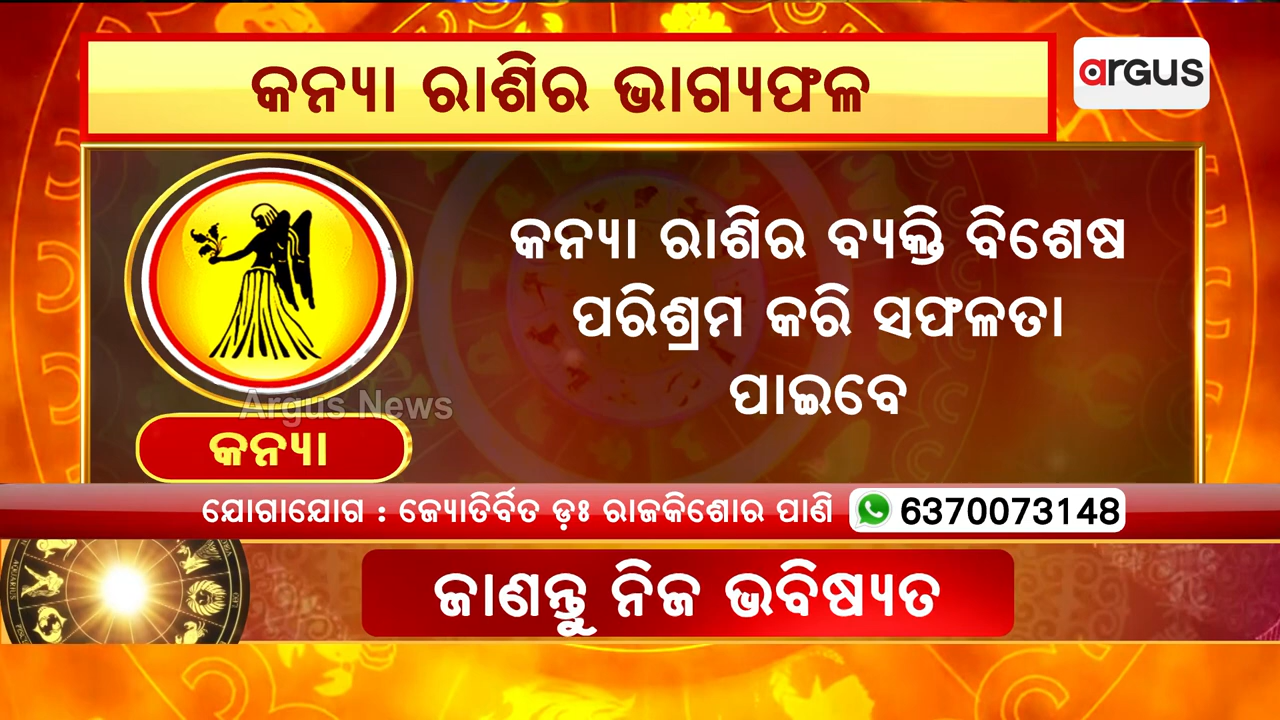 କନ୍ୟା ରାଶିର ଭାଗ୍ୟଫଳ
argus
କନ୍ୟା ରାଶିର ବ୍ୟକ୍ତି ବିଶେଷ
ପରିଶ୍ରମ କରି ସଫଳତା
ପାଇବେ
Argus News
କନ୍ୟା
ଯୋଗାଯୋଗ : ଜ୍ୟୋତିର୍ବିତ ଡ଼ଃ ରାଜକିଶୋର ପାଣି 6370073148
ଜାଣନ୍ତୁ ନିଜ ଭବିଷ୍ୟତ